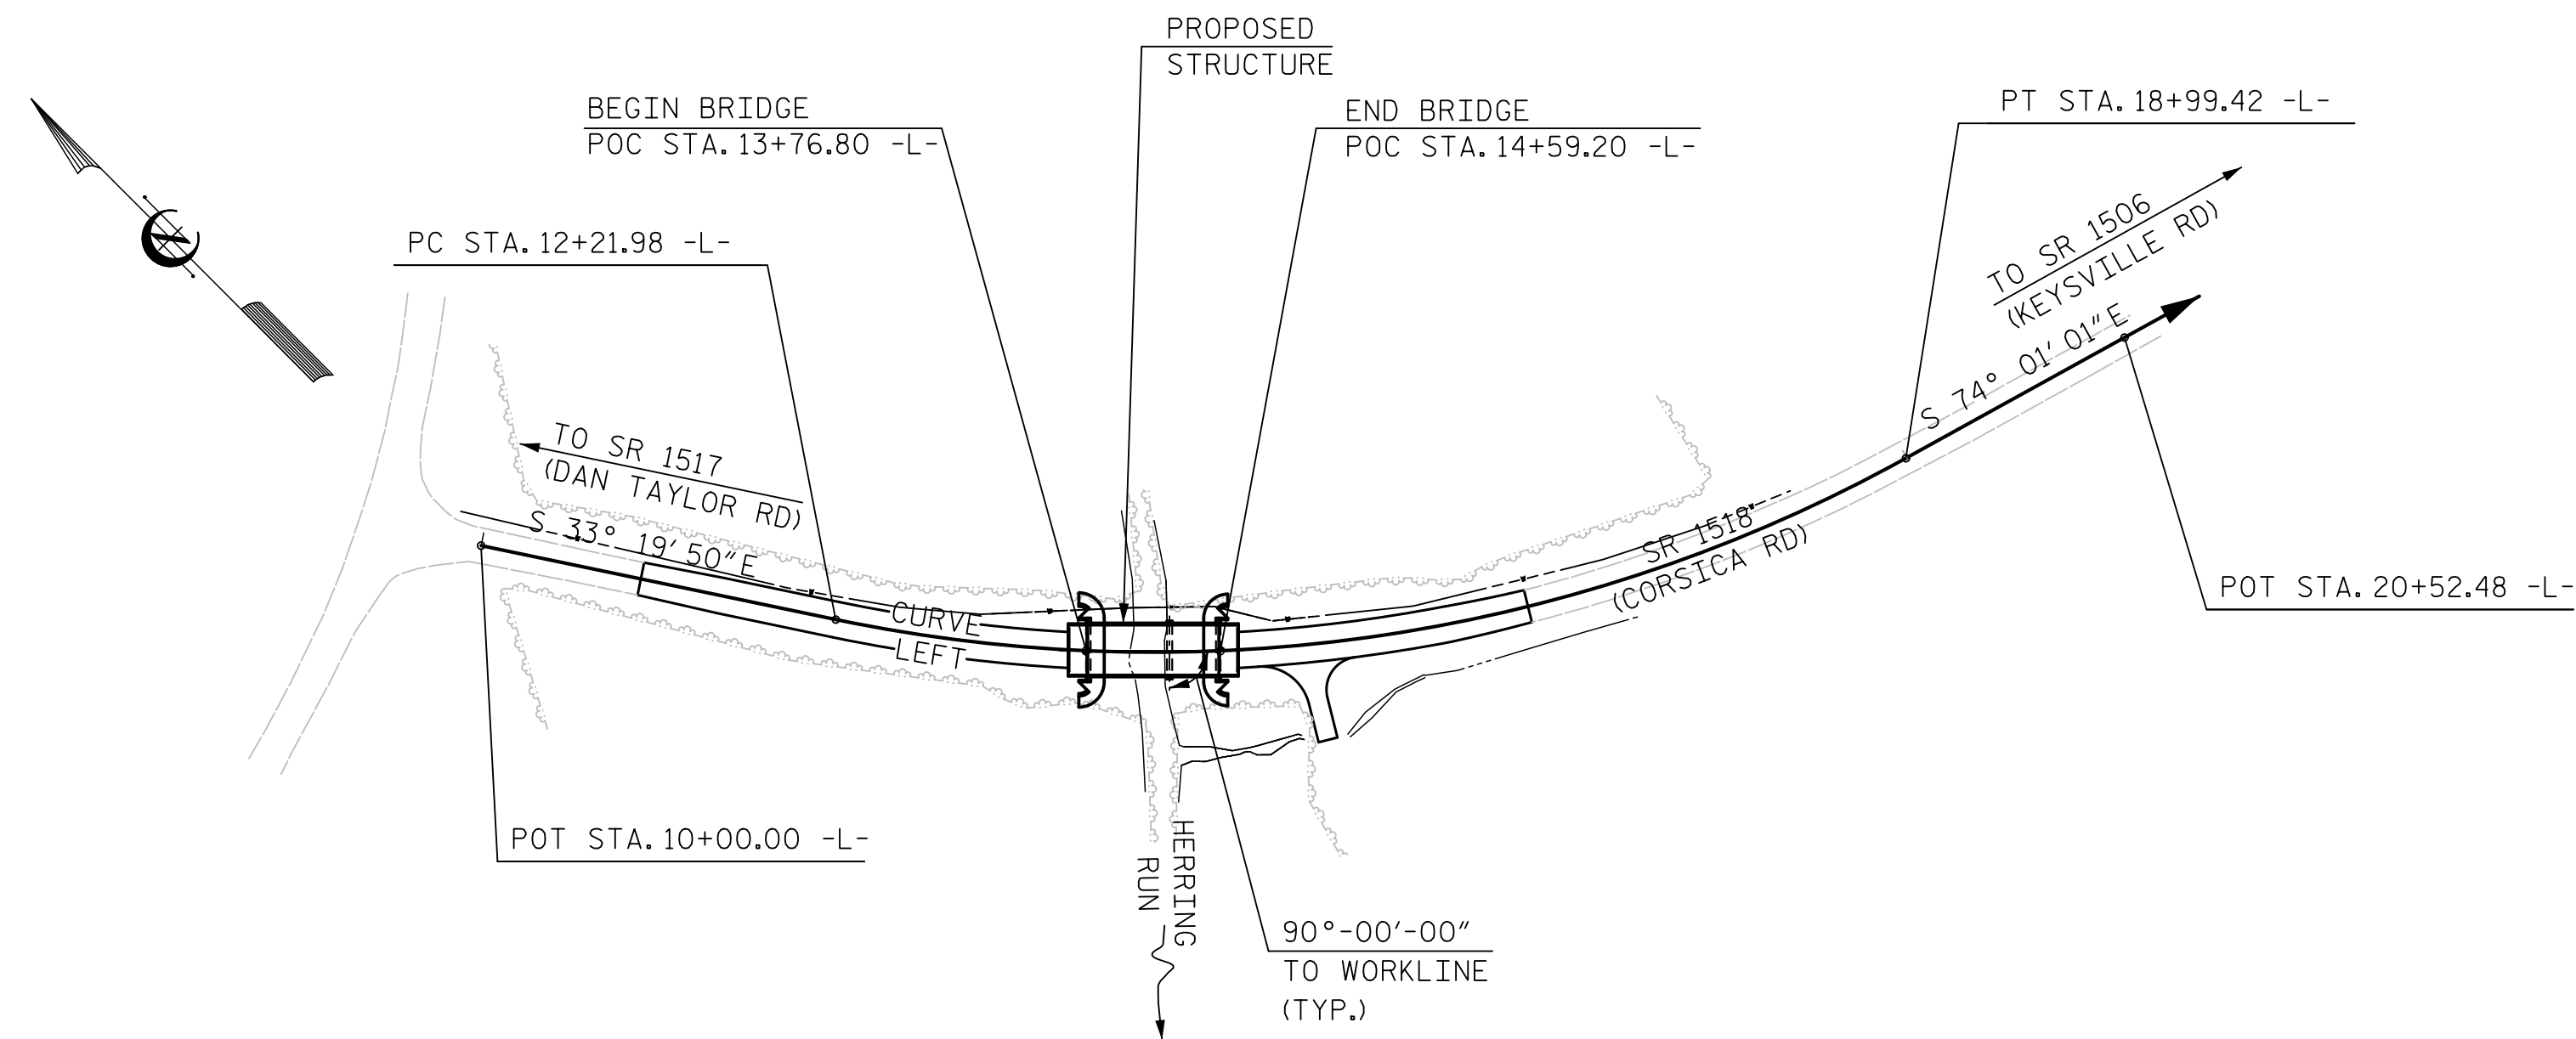 PROPOSED
STRUCTURE
BEGIN BRIDGE
POC STA. 13+76.80 -L-
END BRIDGE
POC STA. 14+59.20 -L-
PT STA. 18+99.42 -L-
PC STA. 12+21.98 -L-
N
TO SR 1506
(KEYSVILLE RD)
S 74° 01' 01" E
TO SR 1517
(DAN TAYLOR RD)
S 33° 19' 50" E
CURVE
LEFT
SR 1518
(CORSICA RD)
POT STA. 20+52.48 -L-
POT STA. 10+00.00 -L-
HERRING
RUN
90°-00'-00"
TO WORKLINE
(TYP.)